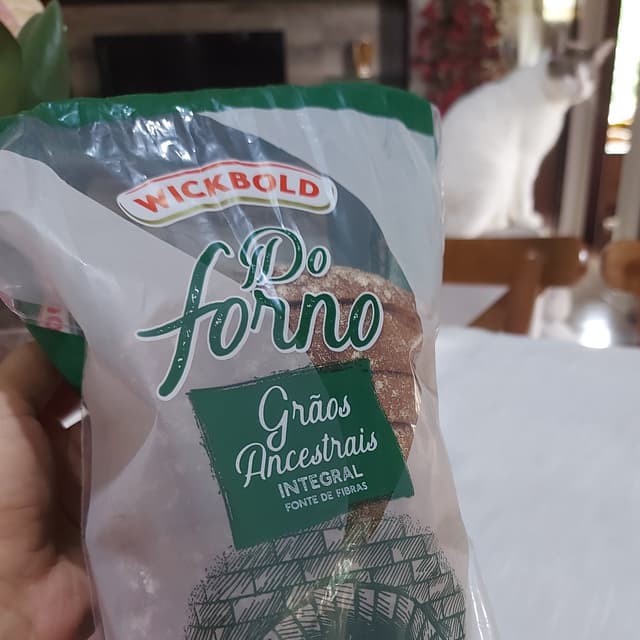 WICKBOLD
Do
forno
Grãos
Ancestrais
INTEGRAL
FONTE DE FIBRAS